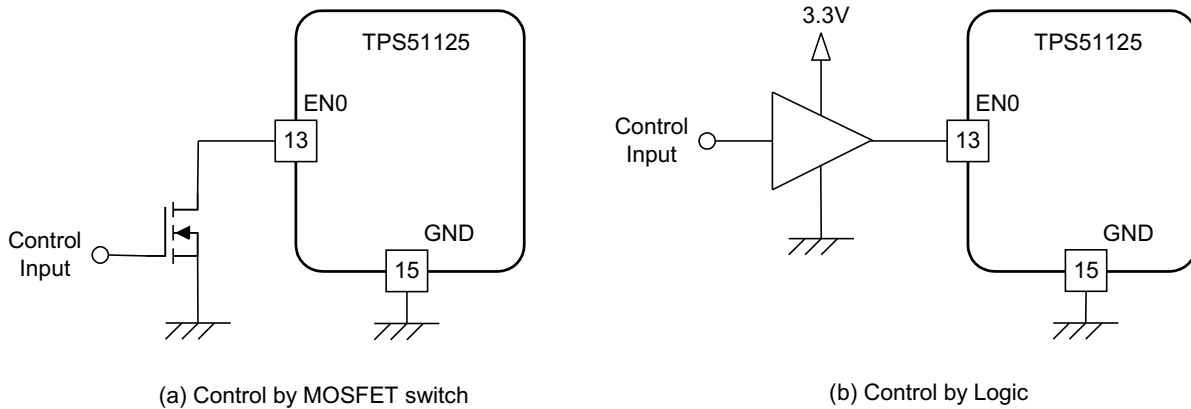 TPS51125
EN0
13
Control
Input
GND
15
(a) Control by MOSFET switch
3.3V
TPS51125
EN0
Control
Input
13
GND
15
(b) Control by Logic